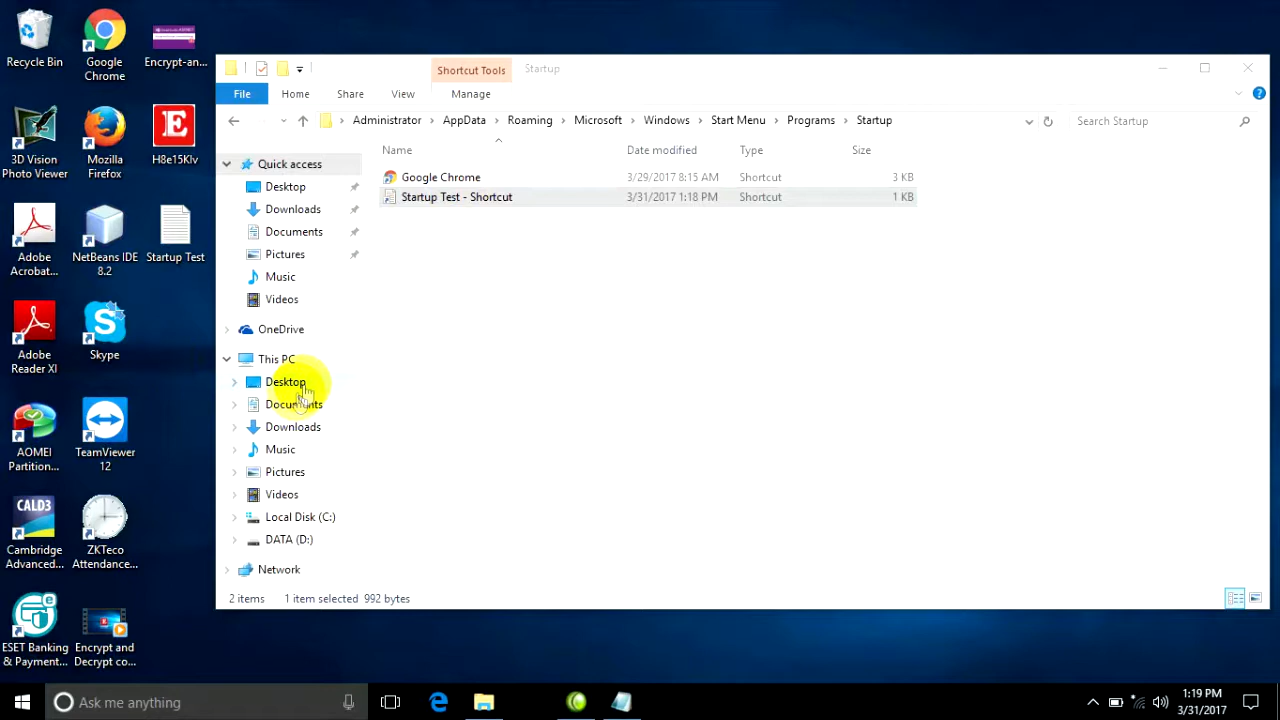 Recycle Bin
Google
Chrome
Encrypt-an...
3D Vision
Photo Viewer
Mozilla
Firefox
E
H8e15Klv
Adobe
Acrobat...
NetBeans IDE
8.2
Startup Test
Adobe
Reader XI
Skype
AOMEI
Partition...
TeamViewer
12
CALD3
Cambridge
Advanced...
ZKTeco
Attendance...
ESET Banking
& Payment...
Encrypt and
Decrypt co...
Shortcut Tools
Startup
File
Home
Share
View
Manage
Administrator > AppData > Roaming > Microsoft > Windows > Start Menu > Programs > Startup
Search Startup
Quick access
Desktop
Downloads
Documents
Pictures
Music
Videos
OneDrive
This PC
Desktop
Documents
Downloads
Music
Pictures
Videos
Local Disk (C:)
DATA (D:)
Network
Name Date modified Type Size
Google Chrome 3/29/2017 8:15 AM Shortcut 3 KB
Startup Test - Shortcut 3/31/2017 1:18 PM Shortcut 1 KB
2 items 1 item selected 992 bytes
Ask me anything
1:19 PM
3/31/2017